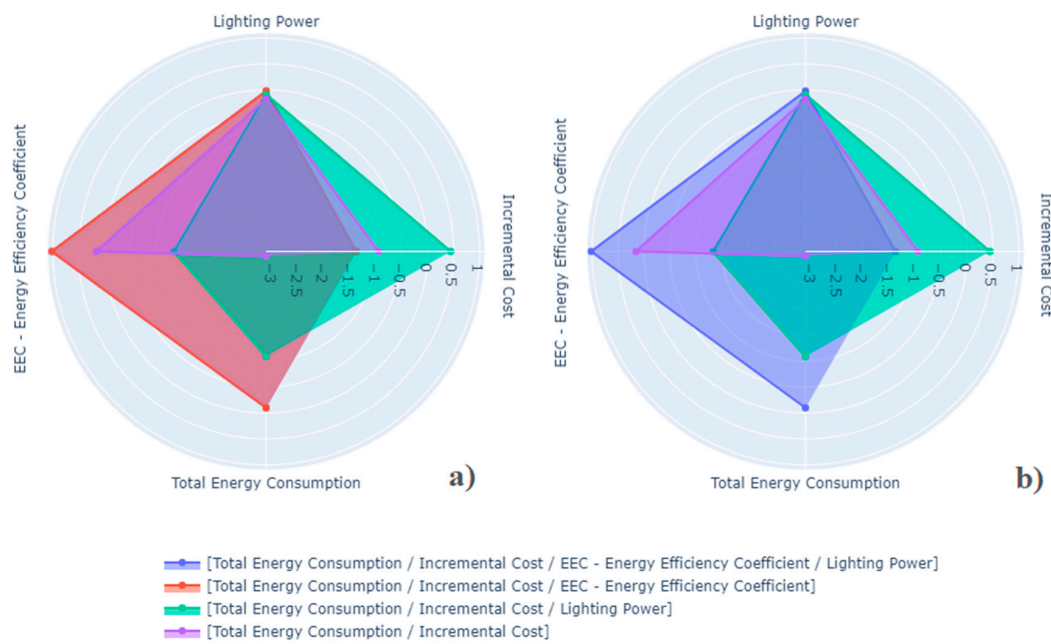 Lighting Power
Lighting Power
EEC - Energy Efficiency Coefficient
Incremental Cost
EEC - Energy Efficiency Coefficient
Incremental Cost
−3
−2.5
−2
−1.5
−1
−0.5
0
0.5
1
−3
−2.5
−2
−1.5
−1
−0.5
0
0.5
1
Total Energy Consumption
a)
Total Energy Consumption
b)
[Total Energy Consumption / Incremental Cost / EEC - Energy Efficiency Coefficient / Lighting Power]
[Total Energy Consumption / Incremental Cost / EEC - Energy Efficiency Coefficient]
[Total Energy Consumption / Incremental Cost / Lighting Power]
[Total Energy Consumption / Incremental Cost]